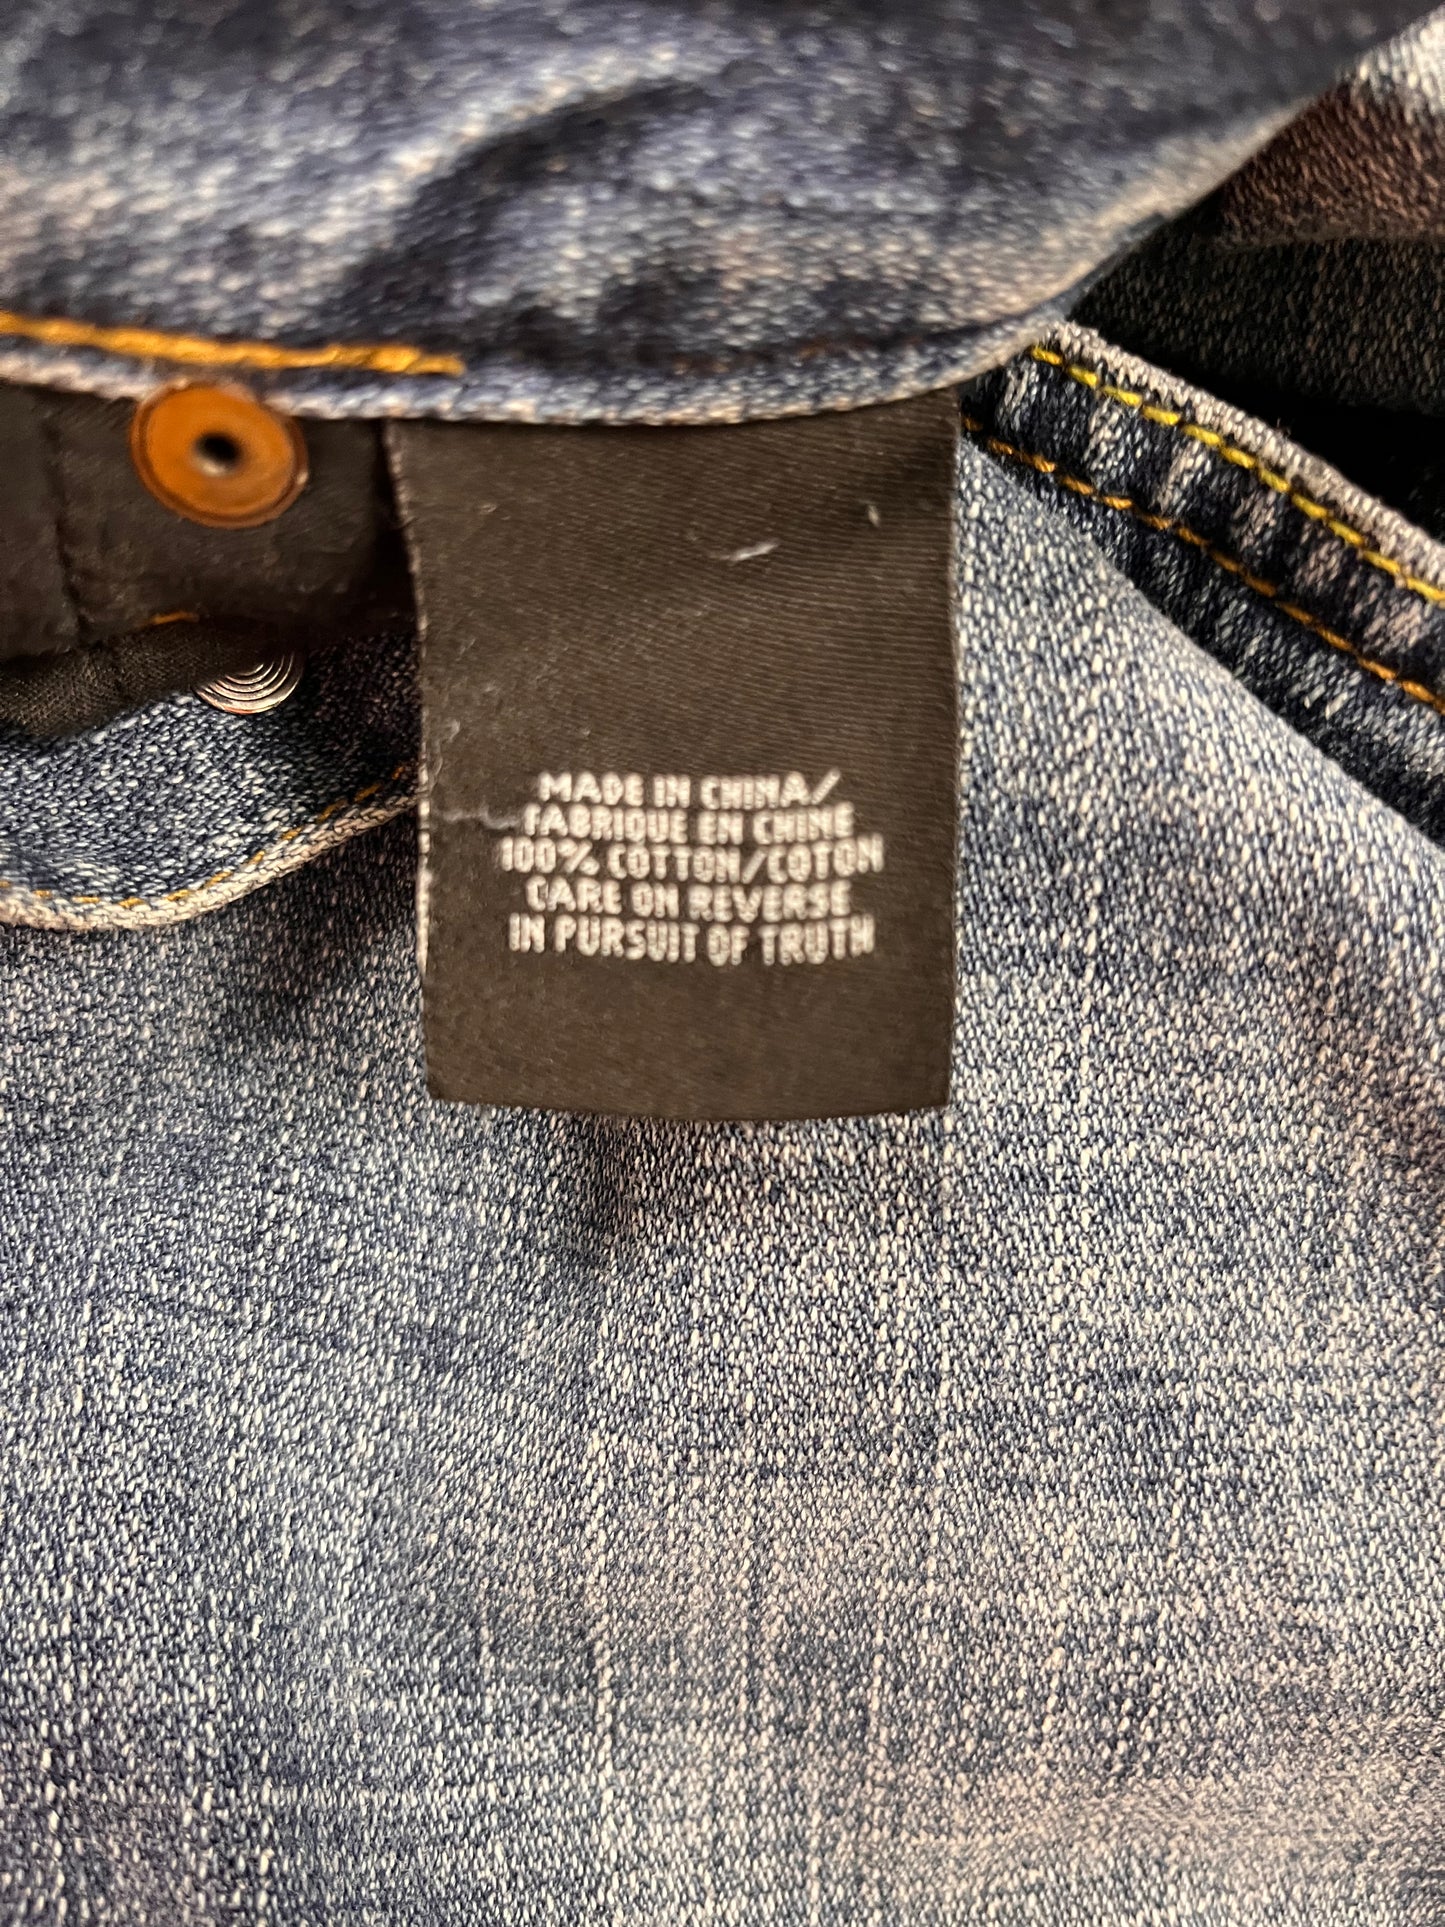 MADE IN CHINA/
FABRIQUE EN CHINE
100% COTTON/COTON
CARE ON REVERSE
IN PURSUIT OF TRUTH